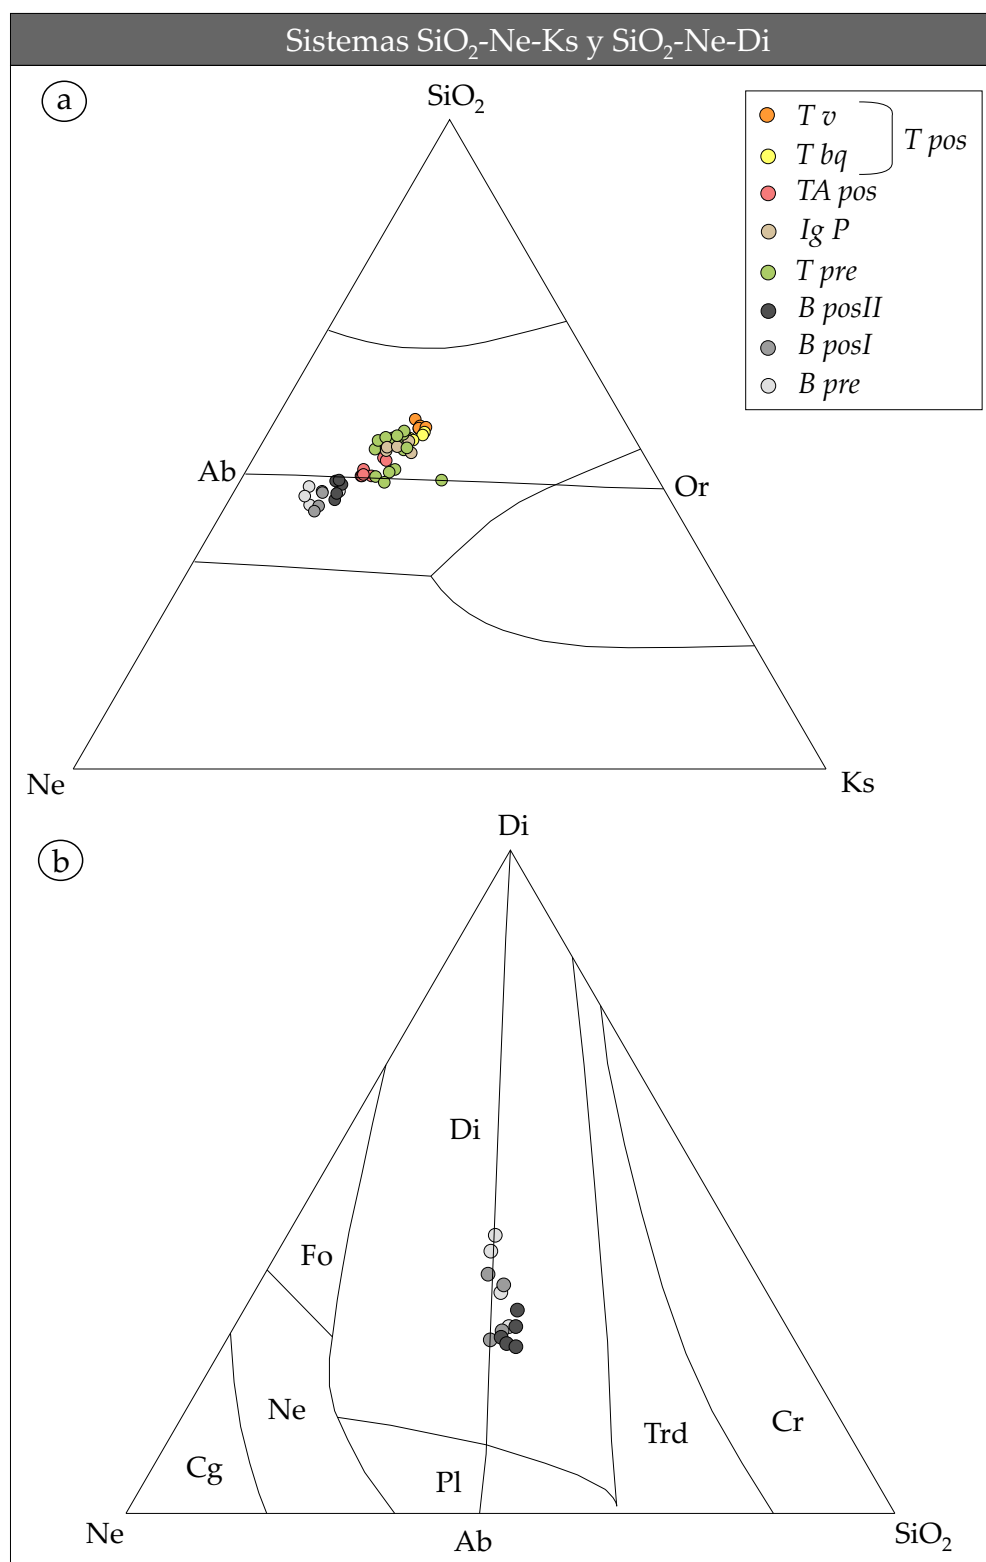 Sistemas SiO₂-Ne-Ks y SiO₂-Ne-Di
a
SiO₂
T v
T bq
T pos
TA pos
Ig P
T pre
B posII
B posI
B pre
Ab
Or
Ne
Ks
b
Di
Di
Fo
Ne
Cg
Pl
Trd
Cr
Ne
Ab
SiO₂